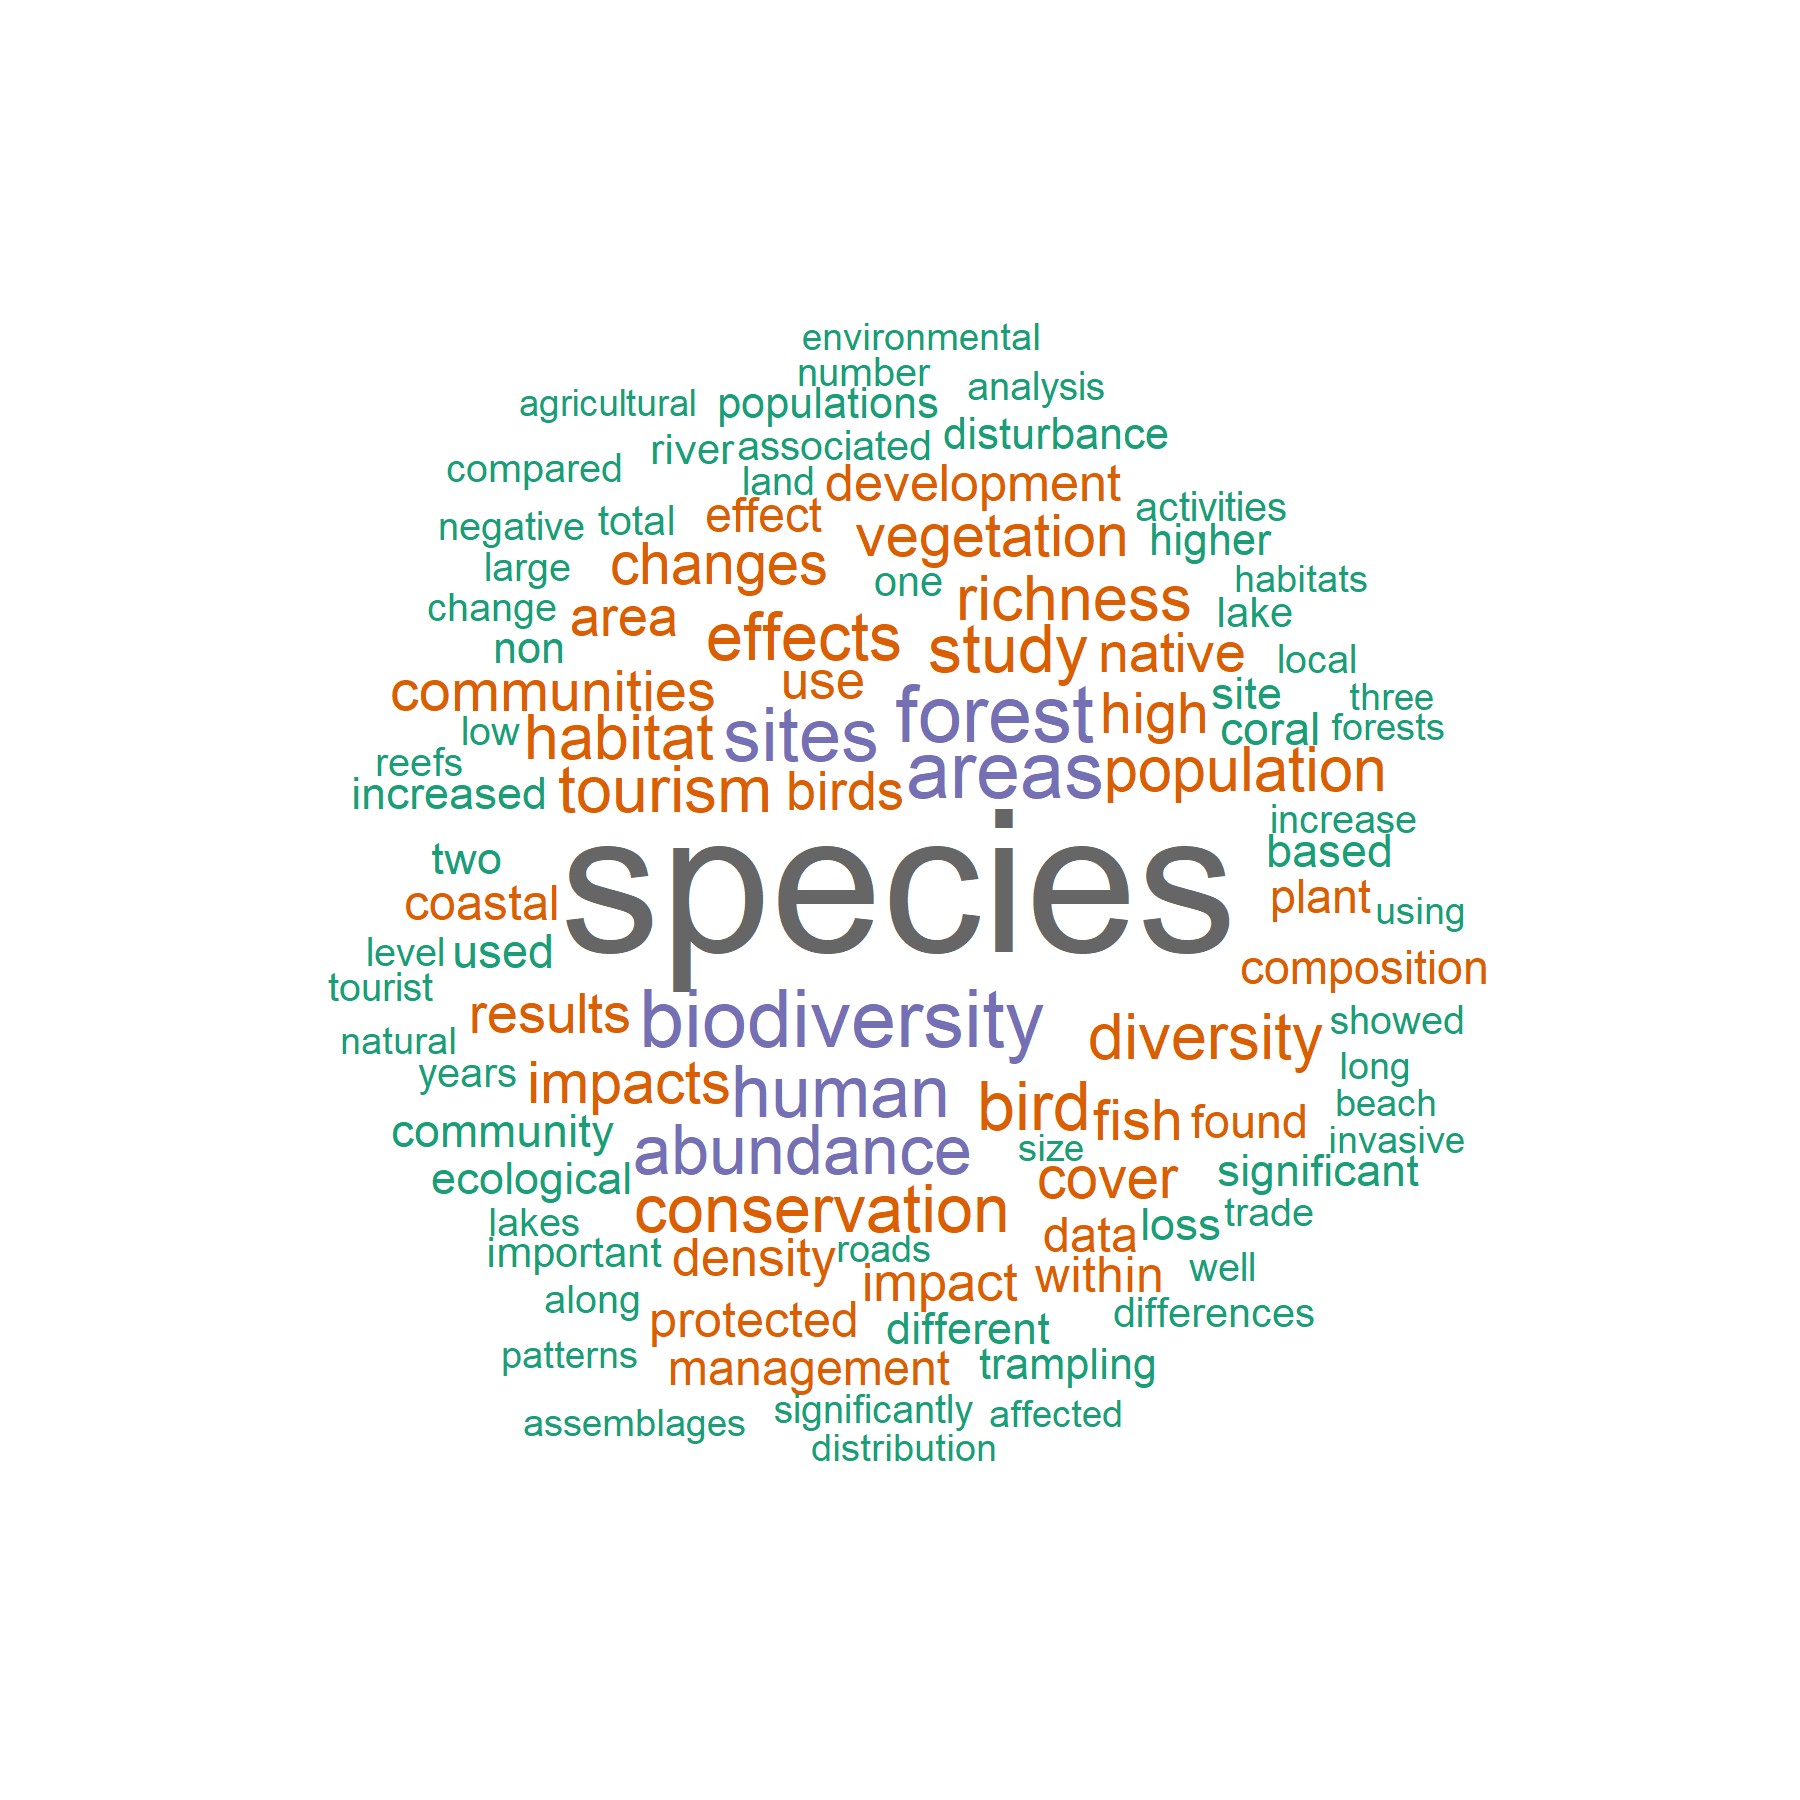 environmental
number
analysis
agricultural populations
river associated disturbance
compared
land development
activities
negative total effect
vegetation higher
large changes
one habitats
change area richness lake
non effects study native local
communities use site three
low habitat sites forest high coral forests
reefs
increased tourism birds areas population
increase
two species based
coastal plant using
level used composition
tourist
results biodiversity diversity showed
natural
years impacts human long
bird fish found beach
community abundance size invasive
ecological cover significant
lakes conservation data loss trade
important density roads within well
impact
along protected different differences
patterns management trampling
assemblages significantly affected
distribution